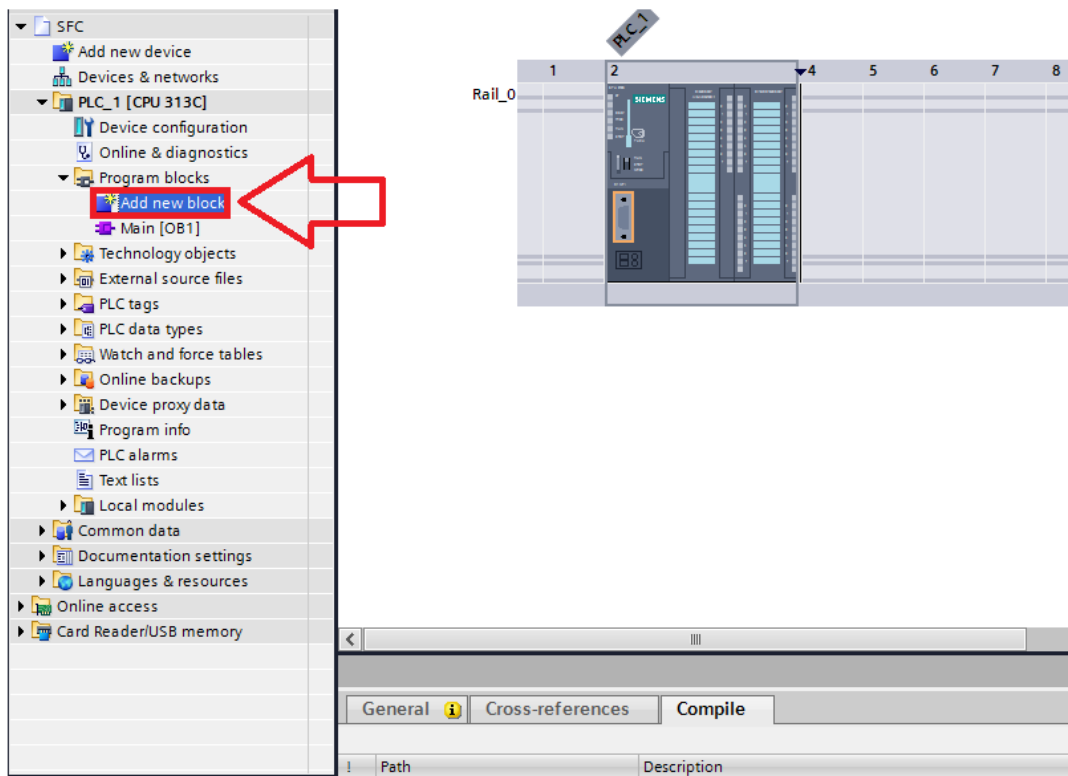 SFC
Add new device
Devices & networks
PLC_1 [CPU 313C]
Device configuration
Online & diagnostics
Program blocks
Add new block
Main [OB1]
Technology objects
External source files
PLC tags
PLC data types
Watch and force tables
Online backups
Device proxy data
Program info
PLC alarms
Text lists
Local modules
Common data
Documentation settings
Languages & resources
Online access
Card Reader/USB memory
PLC_1
1 2 4 5 6 7 8
Rail_0
SIEMENS
General Cross-references Compile
! Path Description